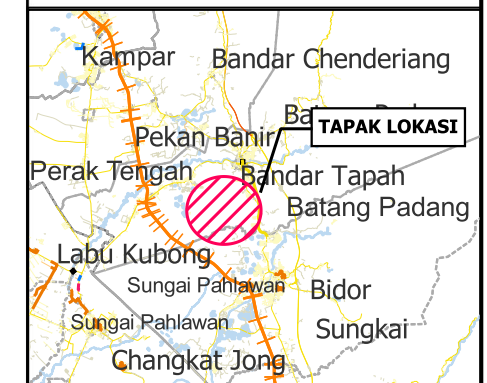 Kampar
Bandar Chenderiang
TAPAK LOKASI
Pekan Banir
Perak Tengah
Bandar Tapah
Batang Padang
Labu Kubong
Sungai Pahlawan
Bidor
Sungai Pahlawan
Sungkai
Changkat Jong